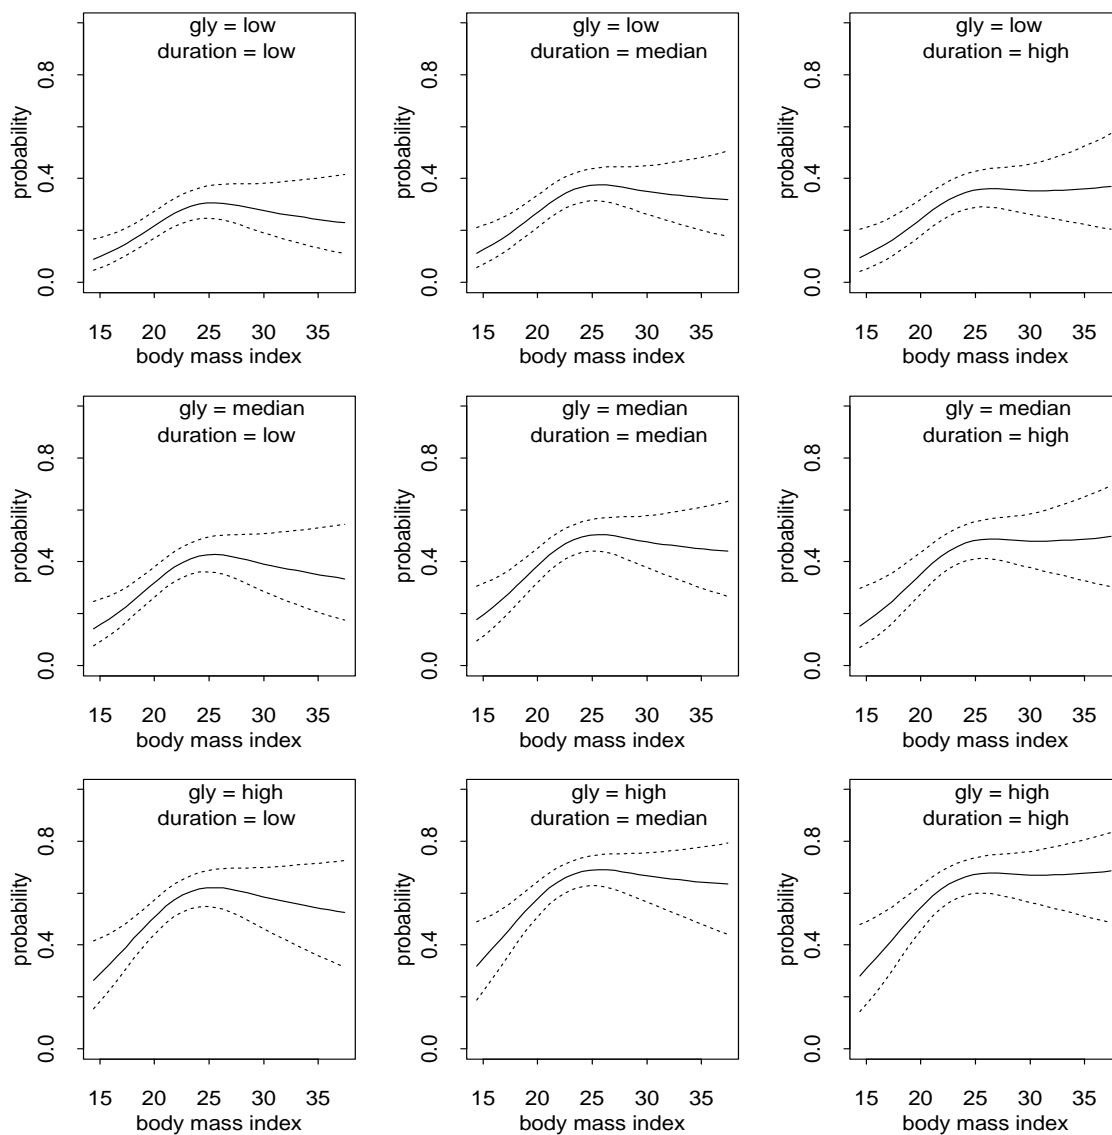 gly = low
duration = low
probability
0.0 0.4 0.8
15 20 25 30 35
body mass index
gly = low
duration = median
probability
0.0 0.4 0.8
15 20 25 30 35
body mass index
gly = low
duration = high
probability
0.0 0.4 0.8
15 20 25 30 35
body mass index
gly = median
duration = low
probability
0.0 0.4 0.8
15 20 25 30 35
body mass index
gly = median
duration = median
probability
0.0 0.4 0.8
15 20 25 30 35
body mass index
gly = median
duration = high
probability
0.0 0.4 0.8
15 20 25 30 35
body mass index
gly = high
duration = low
probability
0.0 0.4 0.8
15 20 25 30 35
body mass index
gly = high
duration = median
probability
0.0 0.4 0.8
15 20 25 30 35
body mass index
gly = high
duration = high
probability
0.0 0.4 0.8
15 20 25 30 35
body mass index